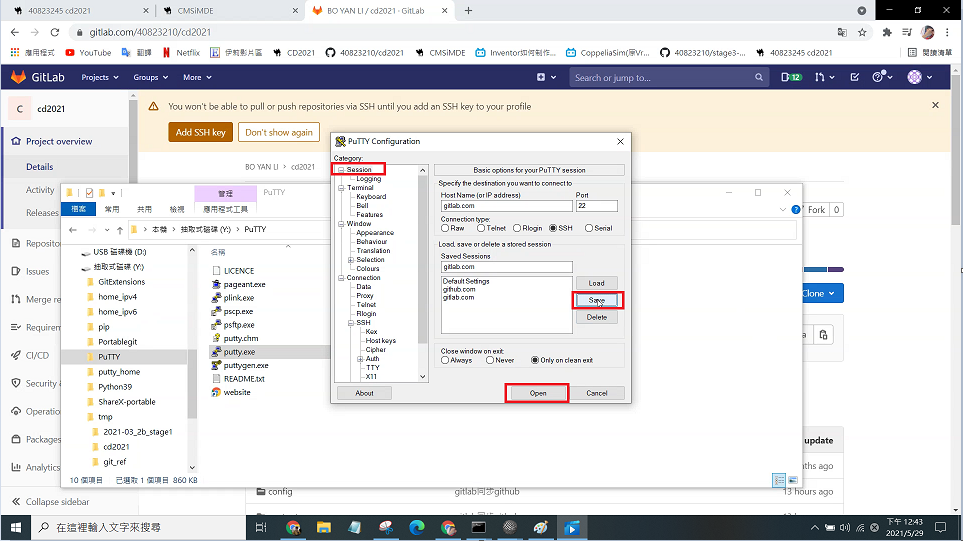 40823245 cd2021
CMSiMDE
BO YAN LI / cd2021 · GitLab
gitlab.com/40823210/cd2021
應用程式
YouTube
翻譯
Netflix
伊莉影片區
CD2021
40823210/cd2021
CMSiMDE
Inventor如何制作...
CoppeliaSim(原Vr...
40823210/stage3-...
40823245 cd2021
閱讀清單
GitLab
Projects
Groups
More
Search or jump to...
12
C
cd2021
You won't be able to pull or push repositories via SSH until you add an SSH key to your profile
Add SSH key
Don't show again
Project overview
Details
Activity
Releases
Repositor
Issues
Merge re
Requirem
CI/CD
Security &
Operation
Packages
Analytics
Collapse sidebar
BO YAN LI > cd2021
Fork
0
Clone
update
nths ago
config
gitlab同步github
13 hours ago
管理
PuTTY
檔案
常用
共用
檢視
應用程式工具
本機
抽取式磁碟 (Y:)
PuTTY
USB 磁碟機 (D:)
抽取式磁碟 (Y:)
GitExtensions
home_ipv4
home_ipv6
pip
Portablegit
PuTTY
putty_home
Python39
ShareX-portable
tmp
2021-03_2b_stage1
cd2021
git_ref
名稱
LICENCE
pageant.exe
plink.exe
pscp.exe
psftp.exe
putty.chm
putty.exe
puttygen.exe
README.txt
website
10 個項目
已選取 1 個項目 860 KB
PuTTY Configuration
Category:
Session
Logging
Terminal
Keyboard
Bell
Features
Window
Appearance
Behaviour
Translation
Selection
Colours
Connection
Data
Proxy
Telnet
Rlogin
SSH
Kex
Host keys
Cipher
Auth
TTY
X11
Basic options for your PuTTY session
Specify the destination you want to connect to
Host Name (or IP address)
Port
gitlab.com
22
Connection type:
Raw
Telnet
Rlogin
SSH
Serial
Load, save or delete a stored session
Saved Sessions
gitlab.com
Default Settings
github.com
gitlab.com
Load
Save
Delete
Close window on exit:
Always
Never
Only on clean exit
About
Open
Cancel
在這裡輸入文字來搜尋
下午 12:43
2021/5/29